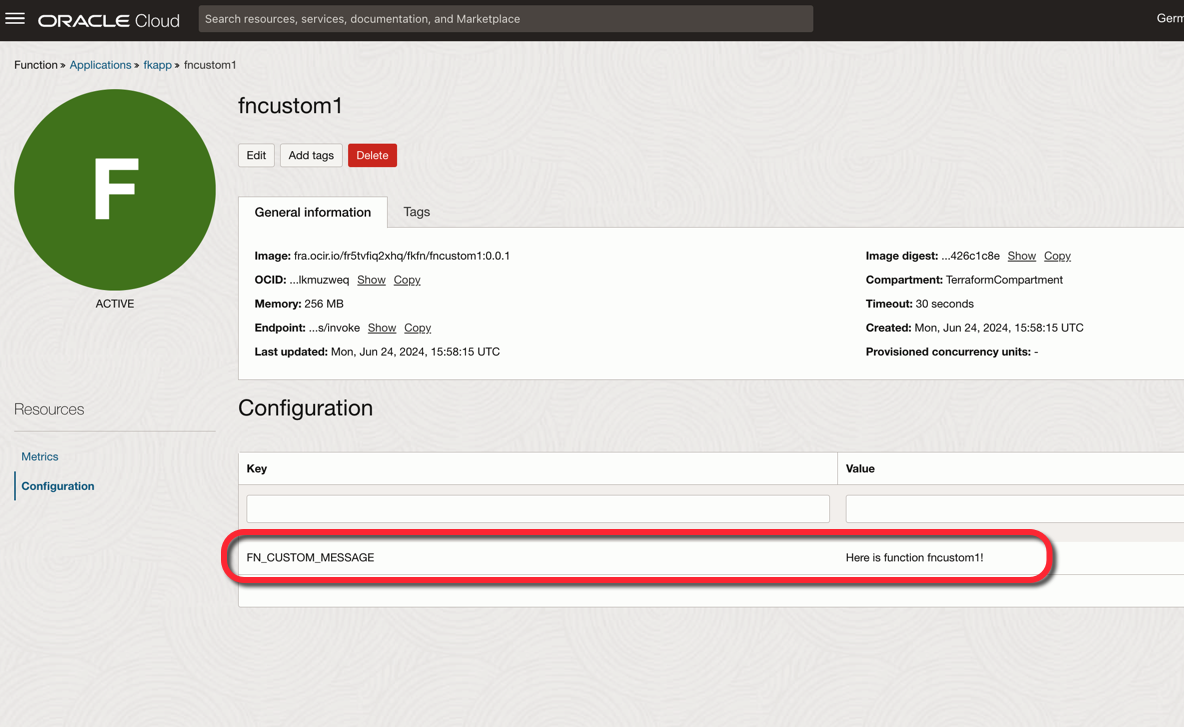 ORACLE Cloud
Search resources, services, documentation, and Marketplace
Germ
Function » Applications » fkapp » fncustom1
F
ACTIVE
fncustom1
Edit Add tags Delete
General information Tags
Image: fra.ocir.io/fr5tvfiq2xhq/fkfn/fncustom1:0.0.1
OCID: ...lkmuzweq Show Copy
Memory: 256 MB
Endpoint: ...s/invoke Show Copy
Last updated: Mon, Jun 24, 2024, 15:58:15 UTC
Image digest: ...426c1c8e Show Copy
Compartment: TerraformCompartment
Timeout: 30 seconds
Created: Mon, Jun 24, 2024, 15:58:15 UTC
Provisioned concurrency units: -
Resources
Metrics
Configuration
Configuration
Key Value
FN_CUSTOM_MESSAGE Here is function fncustom1!